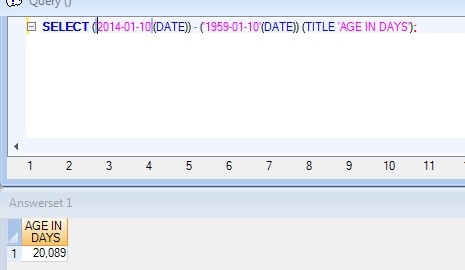 Query ()
SELECT ('2014-01-10'(DATE)) - ('1959-01-10'(DATE)) (TITLE 'AGE IN DAYS');
1 2 3 4 5 6 7 8 9 10 11
Answerset 1
AGE IN
DAYS
1 20,089